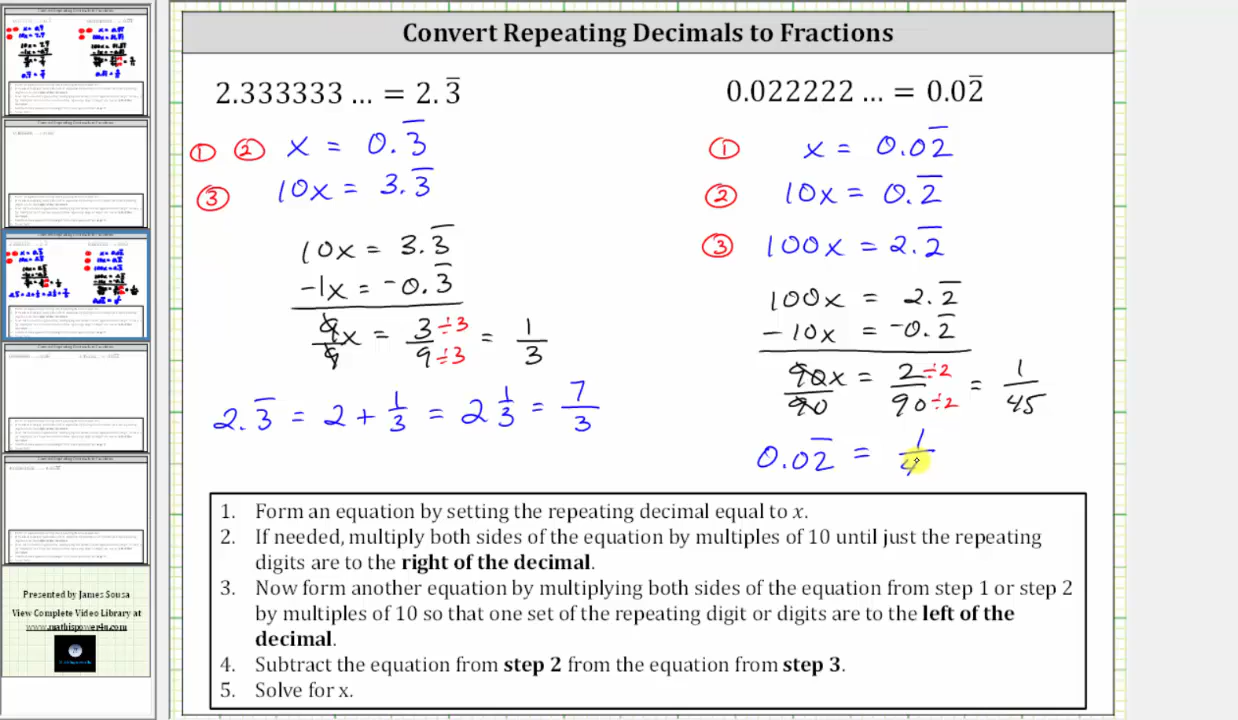 Convert Repeating Decimals to Fractions
2.333333 ... = 2.3̅
① ② x = 0.3̅
③ 10x = 3.3̅
10x = 3.3̅
-1x = -0.3̅
9x/9 = 3÷3/9÷3 = 1/3
2.3̅ = 2 + 1/3 = 2 1/3 = 7/3
0.022222 ... = 0.02̅
① x = 0.02̅
② 10x = 0.2̅
③ 100x = 2.2̅
100x = 2.2̅
-10x = -0.2̅
90x/90 = 2÷2/90÷2 = 1/45
0.02̅ = 1/4
1. Form an equation by setting the repeating decimal equal to x.
2. If needed, multiply both sides of the equation by multiples of 10 until just the repeating
digits are to the right of the decimal.
3. Now form another equation by multiplying both sides of the equation from step 1 or step 2
by multiples of 10 so that one set of the repeating digit or digits are to the left of the
decimal.
4. Subtract the equation from step 2 from the equation from step 3.
5. Solve for x.
Presented by James Sousa
View Complete Video Library at
www.mathispower4u.com